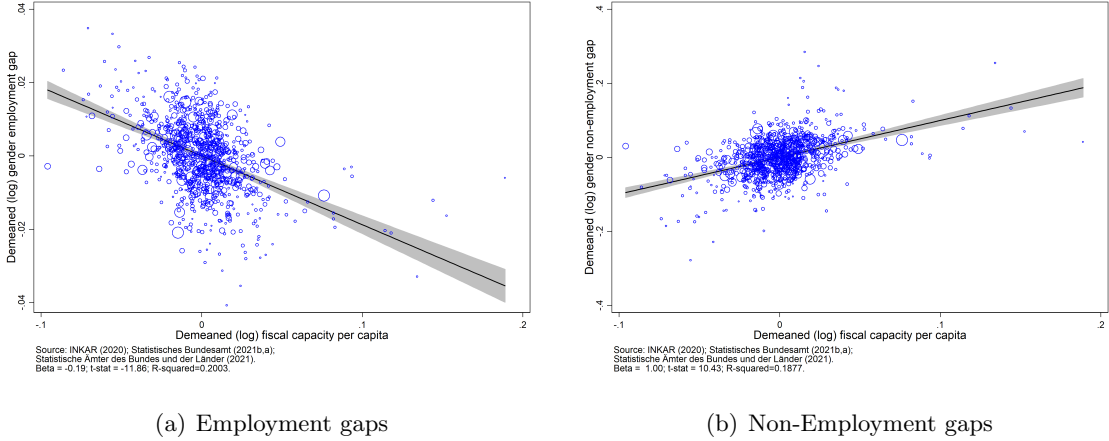 .04
.02
0
-.02
-.04
Demeaned (log) gender employment gap
-.1
0
.1
.2
Demeaned (log) fiscal capacity per capita
Source: INKAR (2020); Statistisches Bundesamt (2021b,a);
Statistische Ämter des Bundes und der Länder (2021).
Beta = -0.19; t-stat = -11.86; R-squared=0.2003.
(a) Employment gaps
.4
.2
0
-.2
-.4
Demeaned (log) gender non-employment gap
-.1
0
.1
.2
Demeaned (log) fiscal capacity per capita
Source: INKAR (2020); Statistisches Bundesamt (2021b,a);
Statistische Ämter des Bundes und der Länder (2021).
Beta = 1.00; t-stat = 10.43; R-squared=0.1877.
(b) Non-Employment gaps